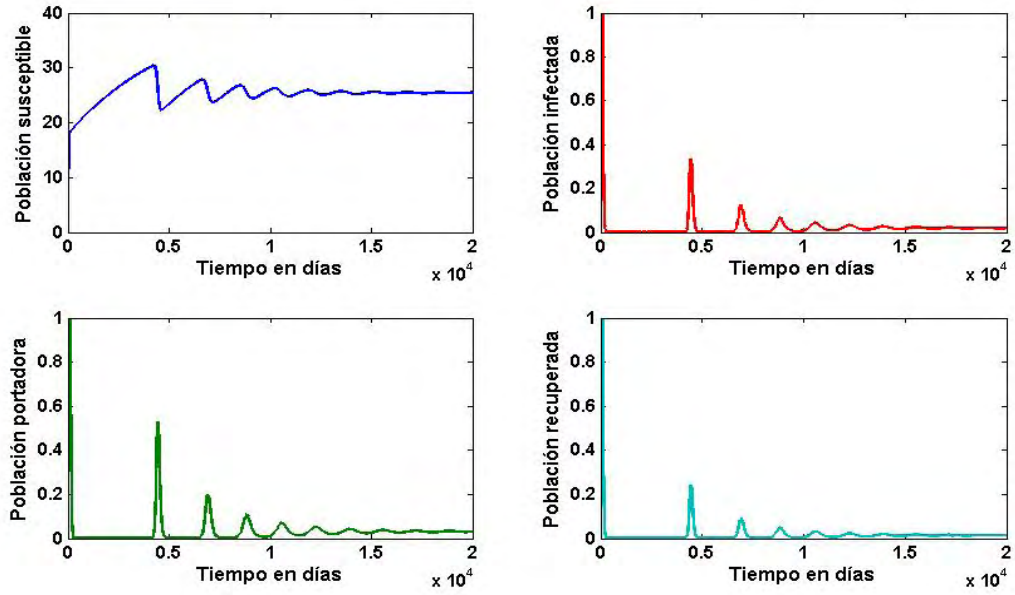 Población susceptible
40
30
20
10
0
0 0.5 1 1.5 2
Tiempo en días
x 10^4
Población infectada
1
0.8
0.6
0.4
0.2
0
0 0.5 1 1.5 2
Tiempo en días
x 10^4
Población portadora
1
0.8
0.6
0.4
0.2
0
0 0.5 1 1.5 2
Tiempo en días
x 10^4
Población recuperada
1
0.8
0.6
0.4
0.2
0
0 0.5 1 1.5 2
Tiempo en días
x 10^4